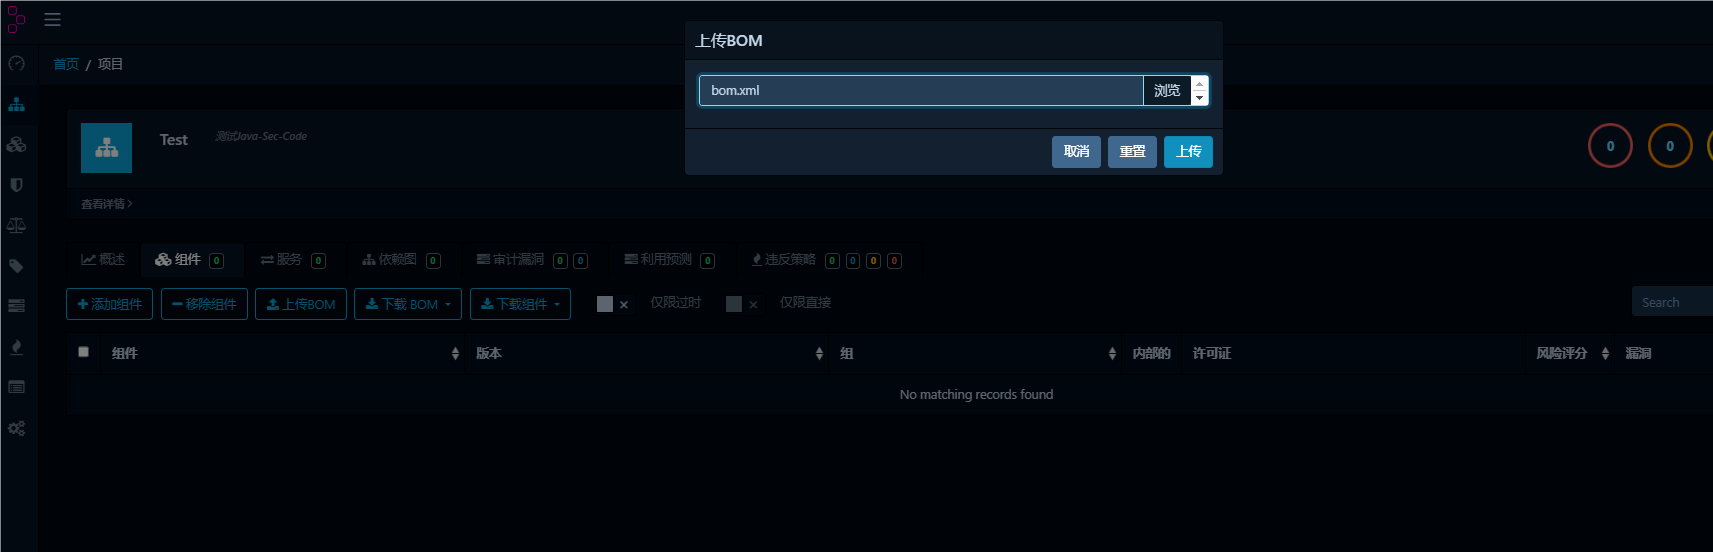 上传BOM
bom.xml 浏览
取消 重置 上传
首页 / 项目
Test 测试Java-Sec-Code
0 0
查看详情
概述 组件 0 服务 0 依赖图 0 审计漏洞 0 0 利用预测 0 违反策略 0 0 0 0
添加组件 移除组件 上传BOM 下载 BOM 下载组件 仅限过时 仅限直接 Search
组件 版本 组 内部的 许可证 风险评分 漏洞
No matching records found